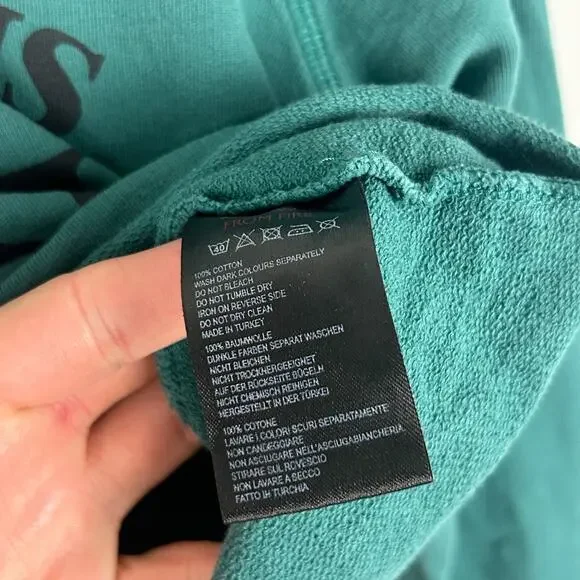 SN
FROM FIRE
40
100% COTTON
WASH DARK COLOURS SEPARATELY
DO NOT BLEACH
DO NOT TUMBLE DRY
IRON ON REVERSE SIDE
DO NOT DRY CLEAN
MADE IN TURKEY
100% BAUMWOLLE
DUNKLE FARBEN SEPARAT WASCHEN
NICHT BLEICHEN
NICHT TROCKNERGEEIGNET
AUF DER RÜCKSEITE BÜGELN
NICHT CHEMISCH REINIGEN
HERGESTELLT IN DER TÜRKEI
100% COTONE
LAVARE I COLORI SCURI SEPARATAMENTE
NON CANDEGGIARE
NON ASCIUGARE NELL'ASCIUGABIANCHERIA
STIRARE SUL ROVESCIO
NON LAVARE A SECCO
FATTO IN TURCHIA